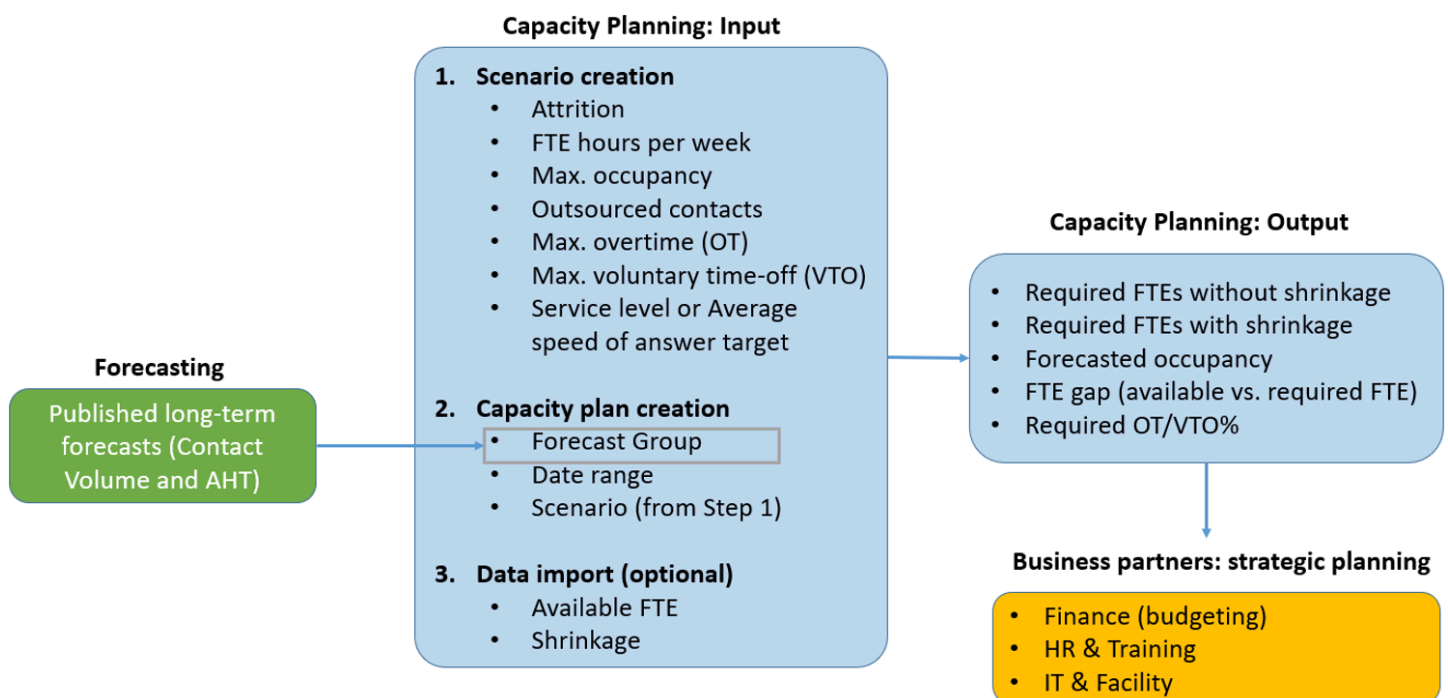 Forecasting
Published long-term
forecasts (Contact
Volume and AHT)
Capacity Planning: Input
1. Scenario creation
• Attrition
• FTE hours per week
• Max. occupancy
• Outsourced contacts
• Max. overtime (OT)
• Max. voluntary time-off (VTO)
• Service level or Average
speed of answer target
2. Capacity plan creation
• Forecast Group
• Date range
• Scenario (from Step 1)
3. Data import (optional)
• Available FTE
• Shrinkage
Capacity Planning: Output
• Required FTEs without shrinkage
• Required FTEs with shrinkage
• Forecasted occupancy
• FTE gap (available vs. required FTE)
• Required OT/VTO%
Business partners: strategic planning
• Finance (budgeting)
• HR & Training
• IT & Facility